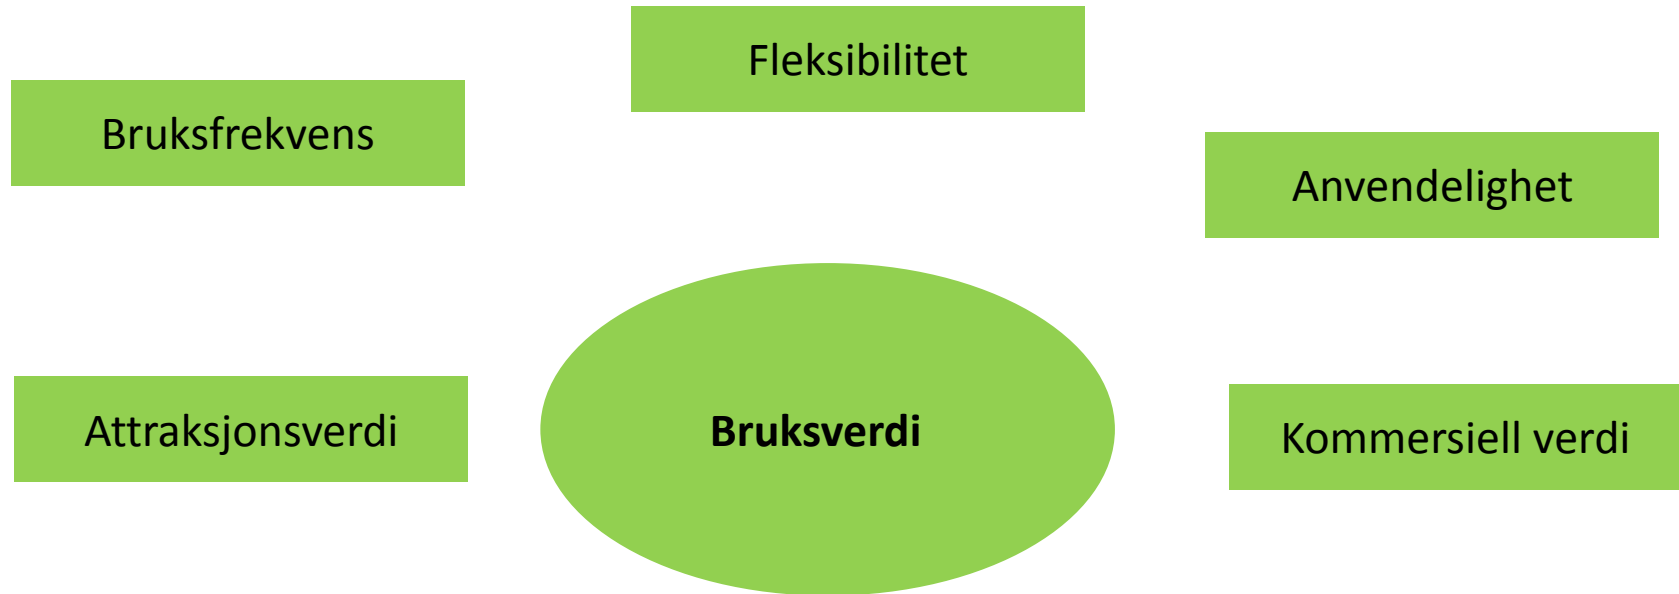 Fleksibilitet
Bruksfrekvens
Anvendelighet
Attraksjonsverdi
Bruksverdi
Kommersiell verdi